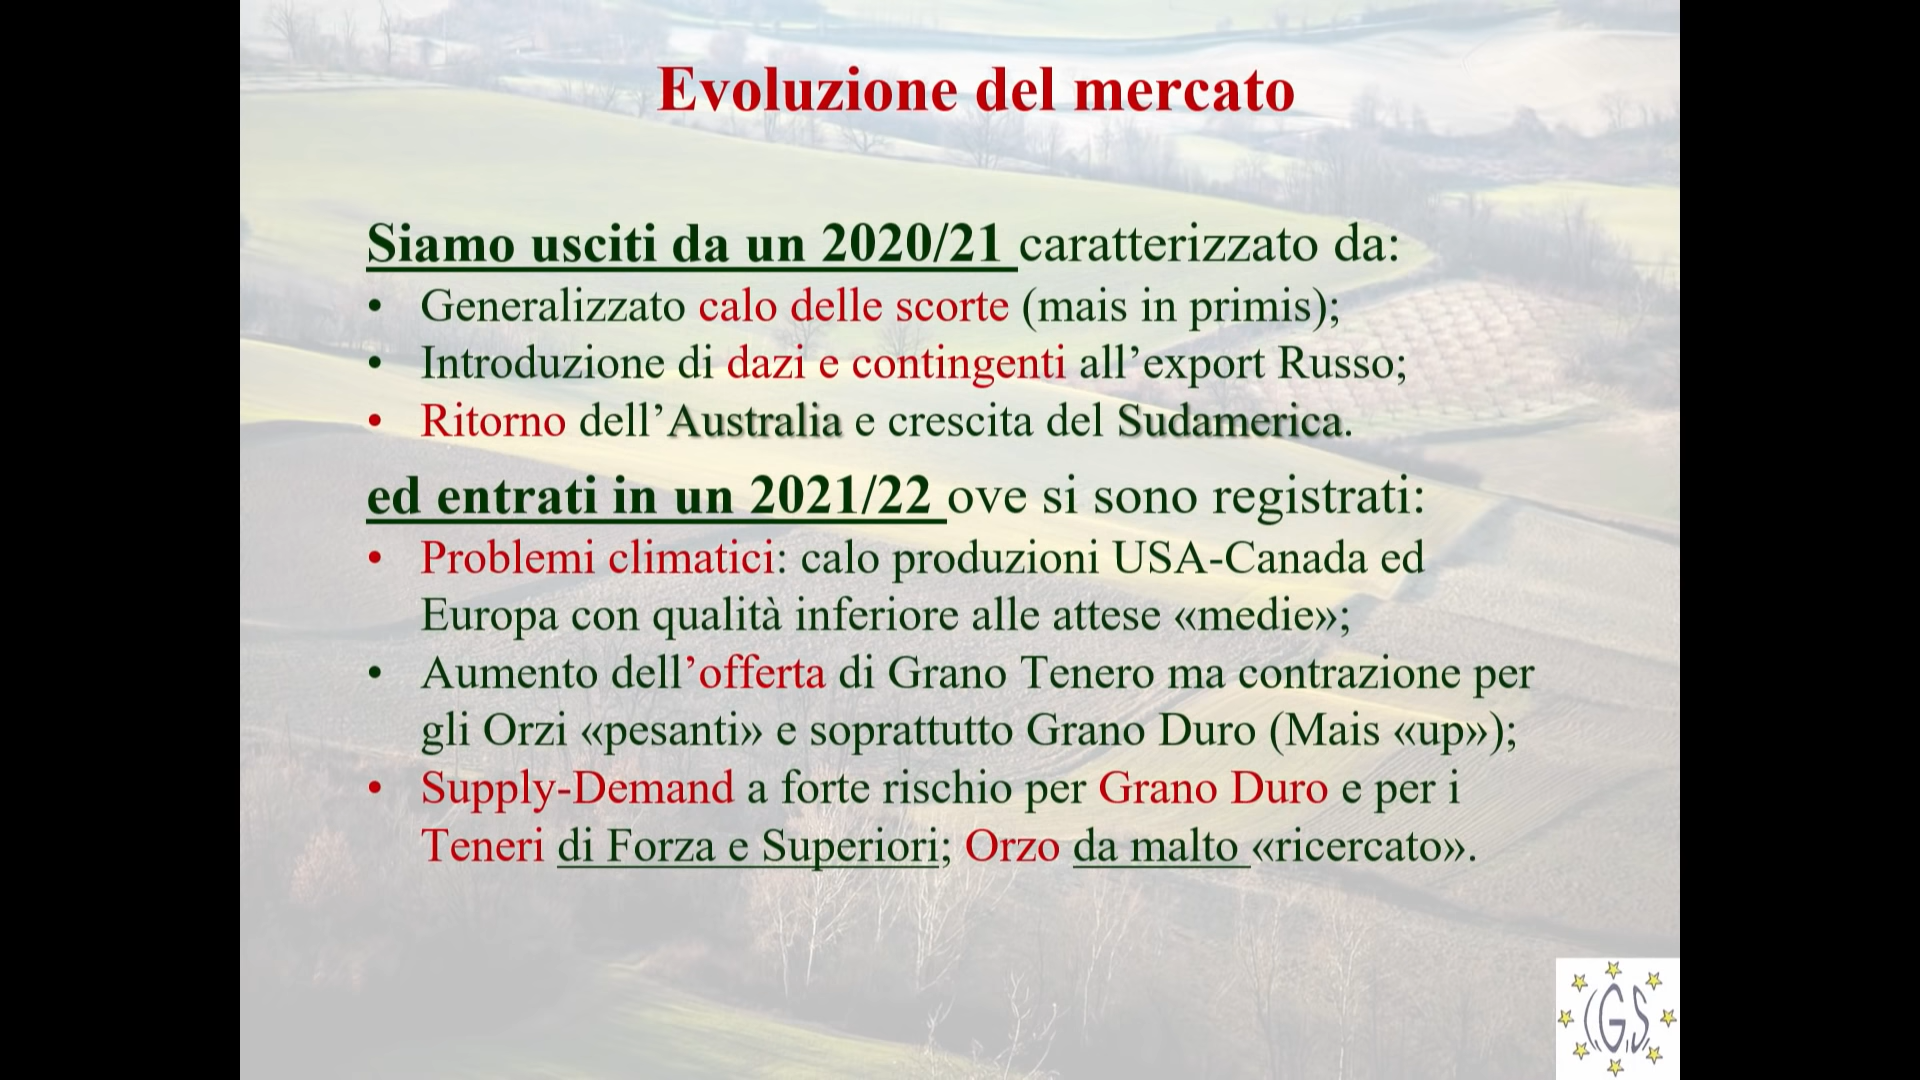 Evoluzione del mercato
Siamo usciti da un 2020/21 caratterizzato da:
• Generalizzato calo delle scorte (mais in primis);
• Introduzione di dazi e contingenti all’export Russo;
• Ritorno dell’Australia e crescita del Sudamerica.
ed entrati in un 2021/22 ove si sono registrati:
• Problemi climatici: calo produzioni USA-Canada ed
Europa con qualità inferiore alle attese «medie»;
• Aumento dell’offerta di Grano Tenero ma contrazione per
gli Orzi «pesanti» e soprattutto Grano Duro (Mais «up»);
• Supply-Demand a forte rischio per Grano Duro e per i
Teneri di Forza e Superiori; Orzo da malto «ricercato».